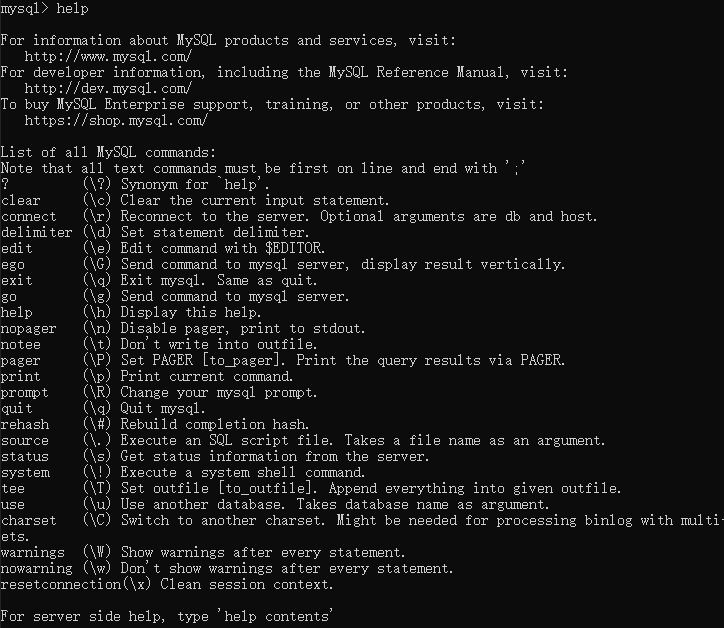 mysql> help
For information about MySQL products and services, visit:
http://www.mysql.com/
For developer information, including the MySQL Reference Manual, visit:
http://dev.mysql.com/
To buy MySQL Enterprise support, training, or other products, visit:
https://shop.mysql.com/
List of all MySQL commands:
Note that all text commands must be first on line and end with ';'
? (\?) Synonym for `help'.
clear (\c) Clear the current input statement.
connect (\r) Reconnect to the server. Optional arguments are db and host.
delimiter (\d) Set statement delimiter.
edit (\e) Edit command with $EDITOR.
ego (\G) Send command to mysql server, display result vertically.
exit (\q) Exit mysql. Same as quit.
go (\g) Send command to mysql server.
help (\h) Display this help.
nopager (\n) Disable pager, print to stdout.
notee (\t) Don't write into outfile.
pager (\P) Set PAGER [to_pager]. Print the query results via PAGER.
print (\p) Print current command.
prompt (\R) Change your mysql prompt.
quit (\q) Quit mysql.
rehash (\#) Rebuild completion hash.
source (\.) Execute an SQL script file. Takes a file name as an argument.
status (\s) Get status information from the server.
system (\!) Execute a system shell command.
tee (\T) Set outfile [to_outfile]. Append everything into given outfile.
use (\u) Use another database. Takes database name as argument.
charset (\C) Switch to another charset. Might be needed for processing binlog with multi-
ets.
warnings (\W) Show warnings after every statement.
nowarning (\w) Don't show warnings after every statement.
resetconnection(\x) Clean session context.
For server side help, type 'help contents'